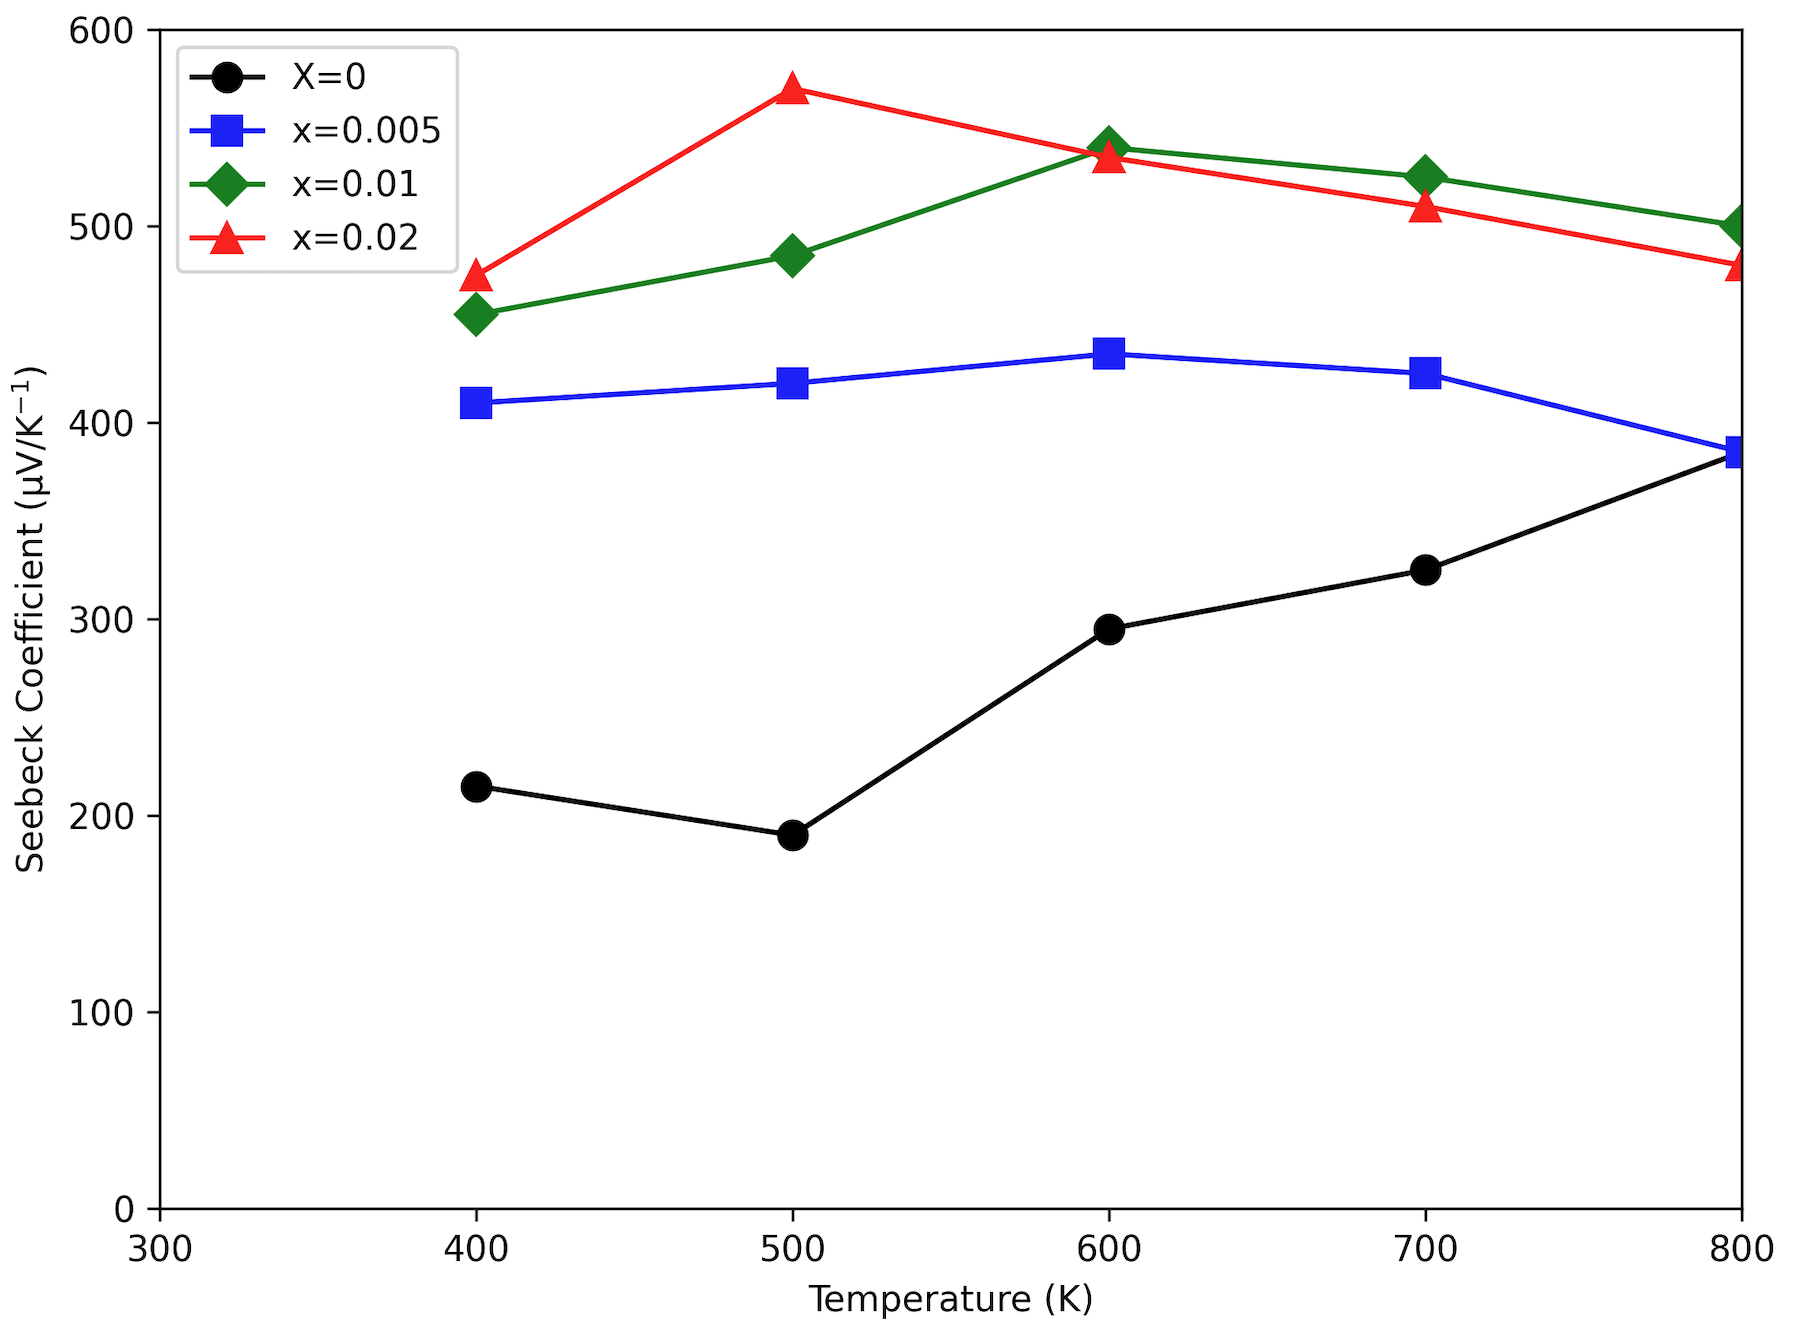 600
500
400
300
200
100
0
Seebeck Coefficient (μV/K⁻¹)
X=0
x=0.005
x=0.01
x=0.02
300 400 500 600 700 800
Temperature (K)